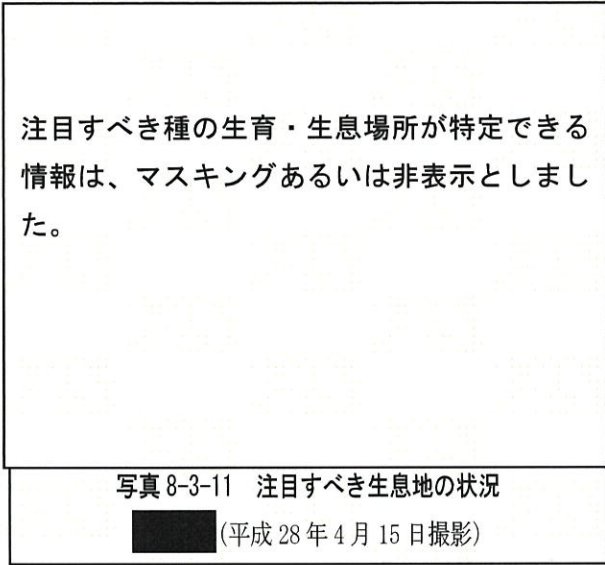 注目すべき種の生育・生息場所が特定できる
情報は、マスキングあるいは非表示としまし
た。
写真 8-3-11 注目すべき生息地の状況
(平成 28 年 4 月 15 日撮影)